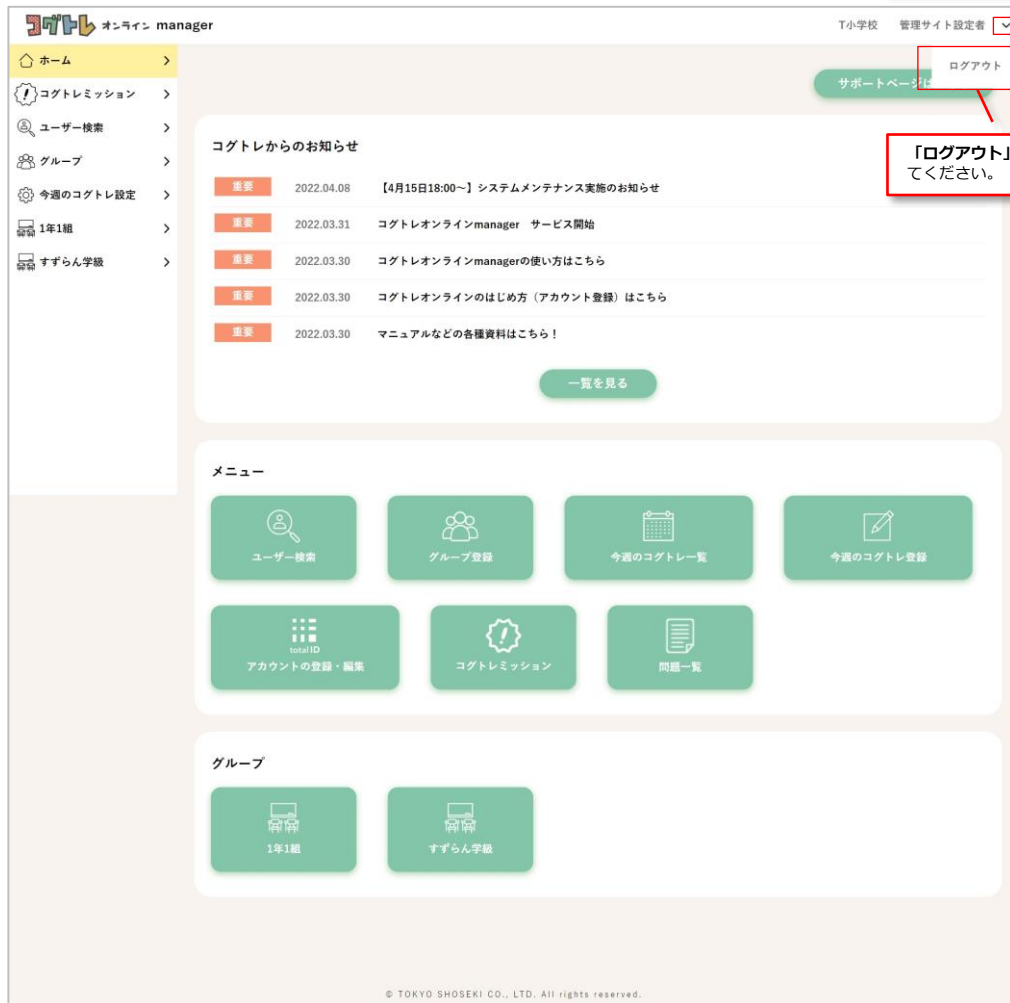 コグトレ オンライン manager
T小学校 管理サイト設定者
ホーム
コグトレミッション
ユーザー検索
グループ
今週のコグトレ設定
1年1組
すずらん学級
ログアウト
サポートページは
「ログアウト」
てください。
コグトレからのお知らせ
重要 2022.04.08 【4月15日18:00～】システムメンテナンス実施のお知らせ
重要 2022.03.31 コグトレオンラインmanager サービス開始
重要 2022.03.30 コグトレオンラインmanagerの使い方はこちら
重要 2022.03.30 コグトレオンラインのはじめ方（アカウント登録）はこちら
重要 2022.03.30 マニュアルなどの各種資料はこちら！
一覧を見る
メニュー
ユーザー検索
グループ登録
今週のコグトレ一覧
今週のコグトレ登録
total ID
アカウントの登録・編集
コグトレミッション
問題一覧
グループ
1年1組
すずらん学級
© TOKYO SHOSEKI CO., LTD. All rights reserved.